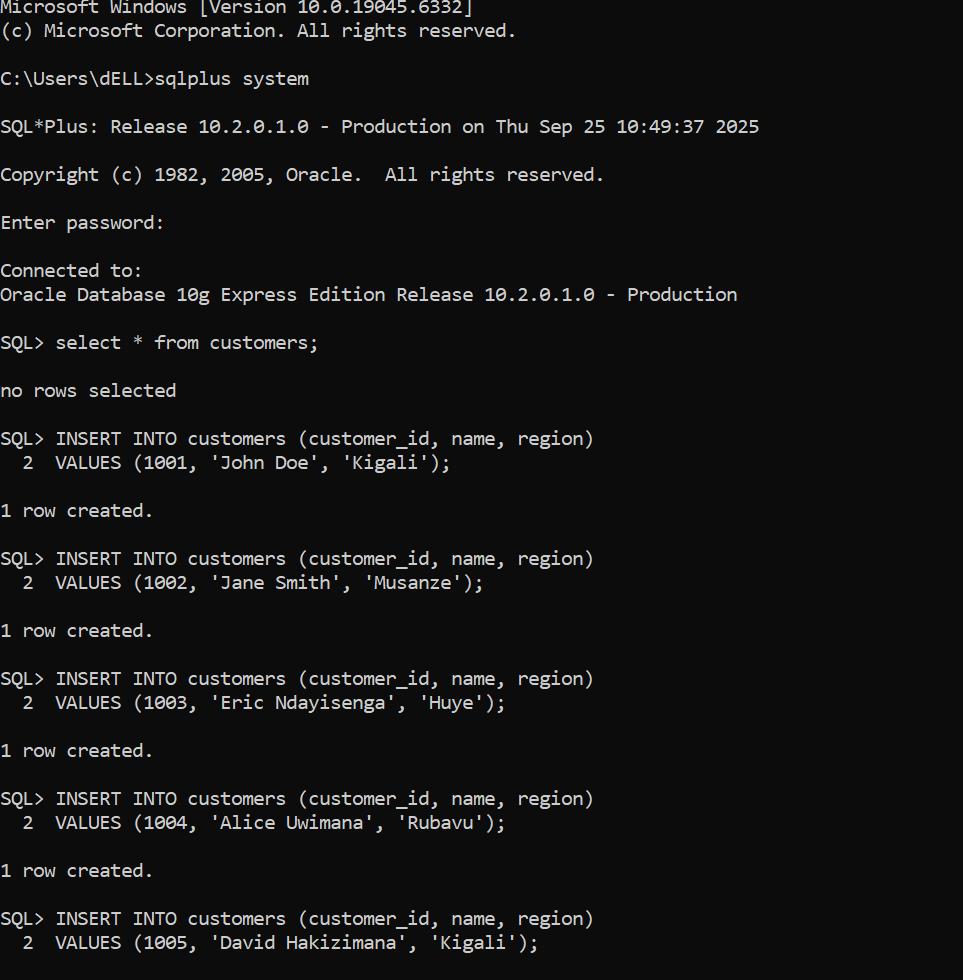 Microsoft Windows [Version 10.0.19045.6332]
(c) Microsoft Corporation. All rights reserved.
C:\Users\dELL>sqlplus system
SQL*Plus: Release 10.2.0.1.0 - Production on Thu Sep 25 10:49:37 2025
Copyright (c) 1982, 2005, Oracle.  All rights reserved.
Enter password:
Connected to:
Oracle Database 10g Express Edition Release 10.2.0.1.0 - Production
SQL> select * from customers;
no rows selected
SQL> INSERT INTO customers (customer_id, name, region)
  2  VALUES (1001, 'John Doe', 'Kigali');
1 row created.
SQL> INSERT INTO customers (customer_id, name, region)
  2  VALUES (1002, 'Jane Smith', 'Musanze');
1 row created.
SQL> INSERT INTO customers (customer_id, name, region)
  2  VALUES (1003, 'Eric Ndayisenga', 'Huye');
1 row created.
SQL> INSERT INTO customers (customer_id, name, region)
  2  VALUES (1004, 'Alice Uwimana', 'Rubavu');
1 row created.
SQL> INSERT INTO customers (customer_id, name, region)
  2  VALUES (1005, 'David Hakizimana', 'Kigali');